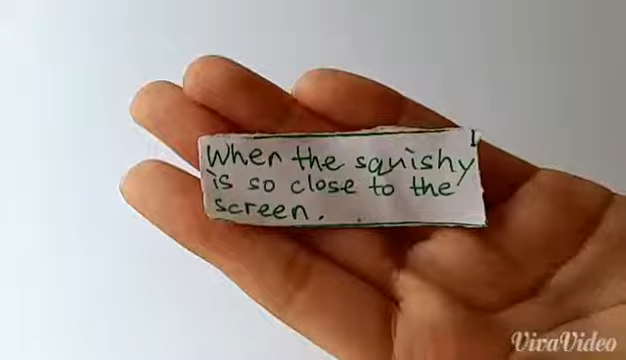 When the squishy
is so close to the
screen.
VivaVideo